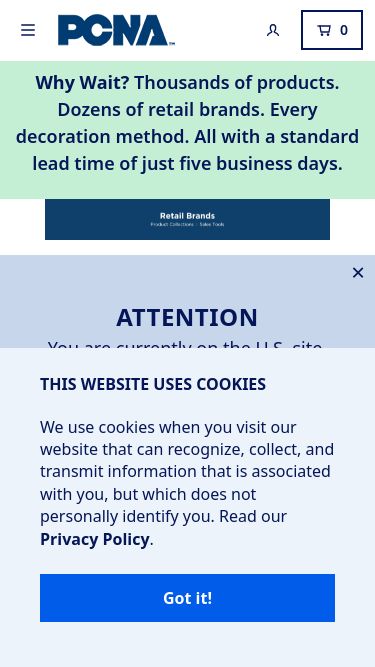 PCNA™
0
Why Wait? Thousands of products.
Dozens of retail brands. Every
decoration method. All with a standard
lead time of just five business days.
Retail Brands
Product Collections | Sales Tools
ATTENTION
You are currently on the U.S. site.
THIS WEBSITE USES COOKIES
We use cookies when you visit our
website that can recognize, collect, and
transmit information that is associated
with you, but which does not
personally identify you. Read our
Privacy Policy.
Got it!